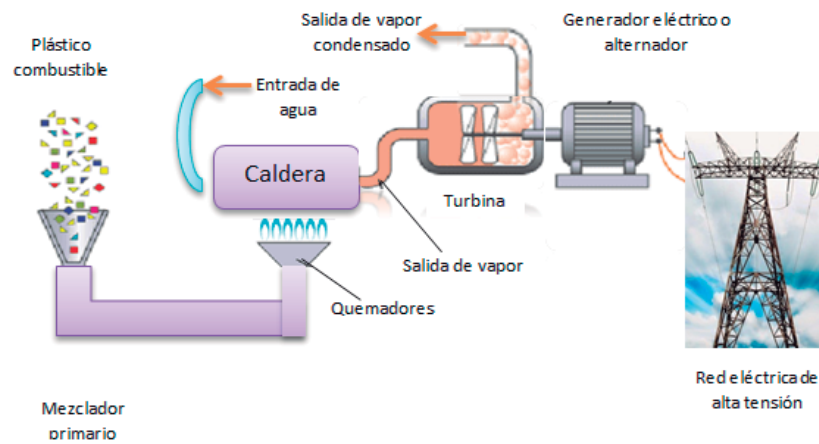 Salida de vapor
condensado
Generador eléctrico o
alternador
Plástico
combustible
Entrada de
agua
Caldera
Turbina
Salida de vapor
Quemadores
Red eléctrica de
alta tensión
Mezclador
primario